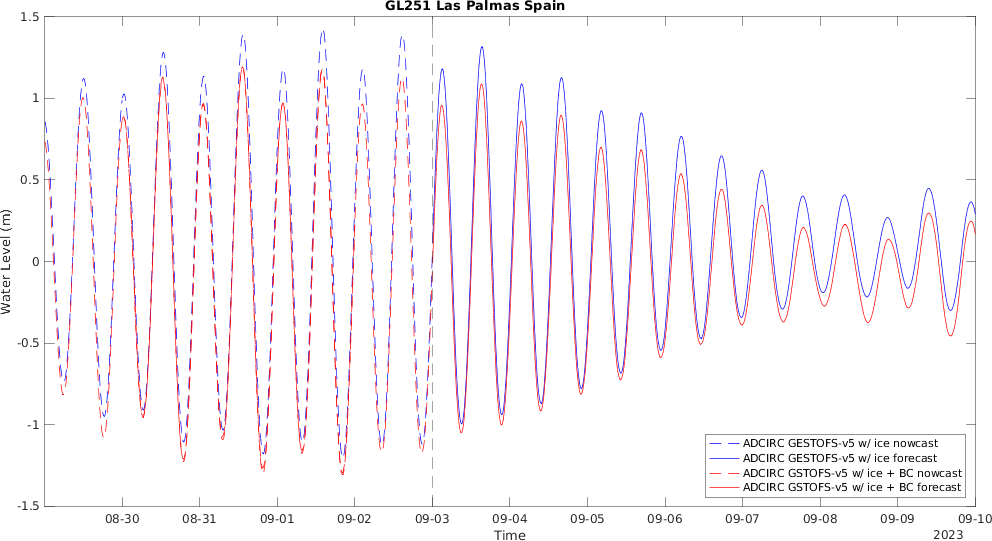 GL251 Las Palmas Spain
1.5
1
0.5
0
-0.5
-1
-1.5
Water Level (m)
08-30 08-31 09-01 09-02 09-03 09-04 09-05 09-06 09-07 09-08 09-09 09-10
Time
2023
ADCIRC GESTOFS-v5 w/ ice nowcast
ADCIRC GESTOFS-v5 w/ ice forecast
ADCIRC GSTOFS-v5 w/ ice + BC nowcast
ADCIRC GSTOFS-v5 w/ ice + BC forecast